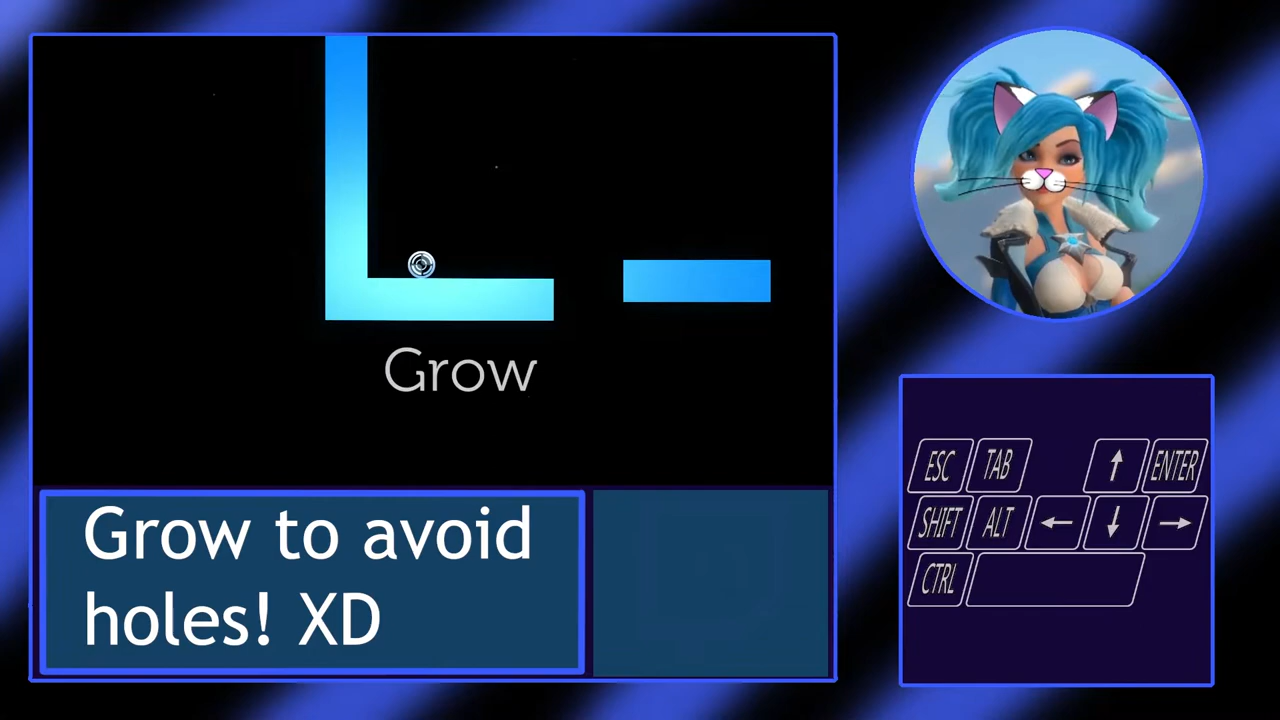 Grow
Grow to avoid
holes! XD
ESC TAB ↑ ENTER
SHIFT ALT ← ↓ →
CTRL